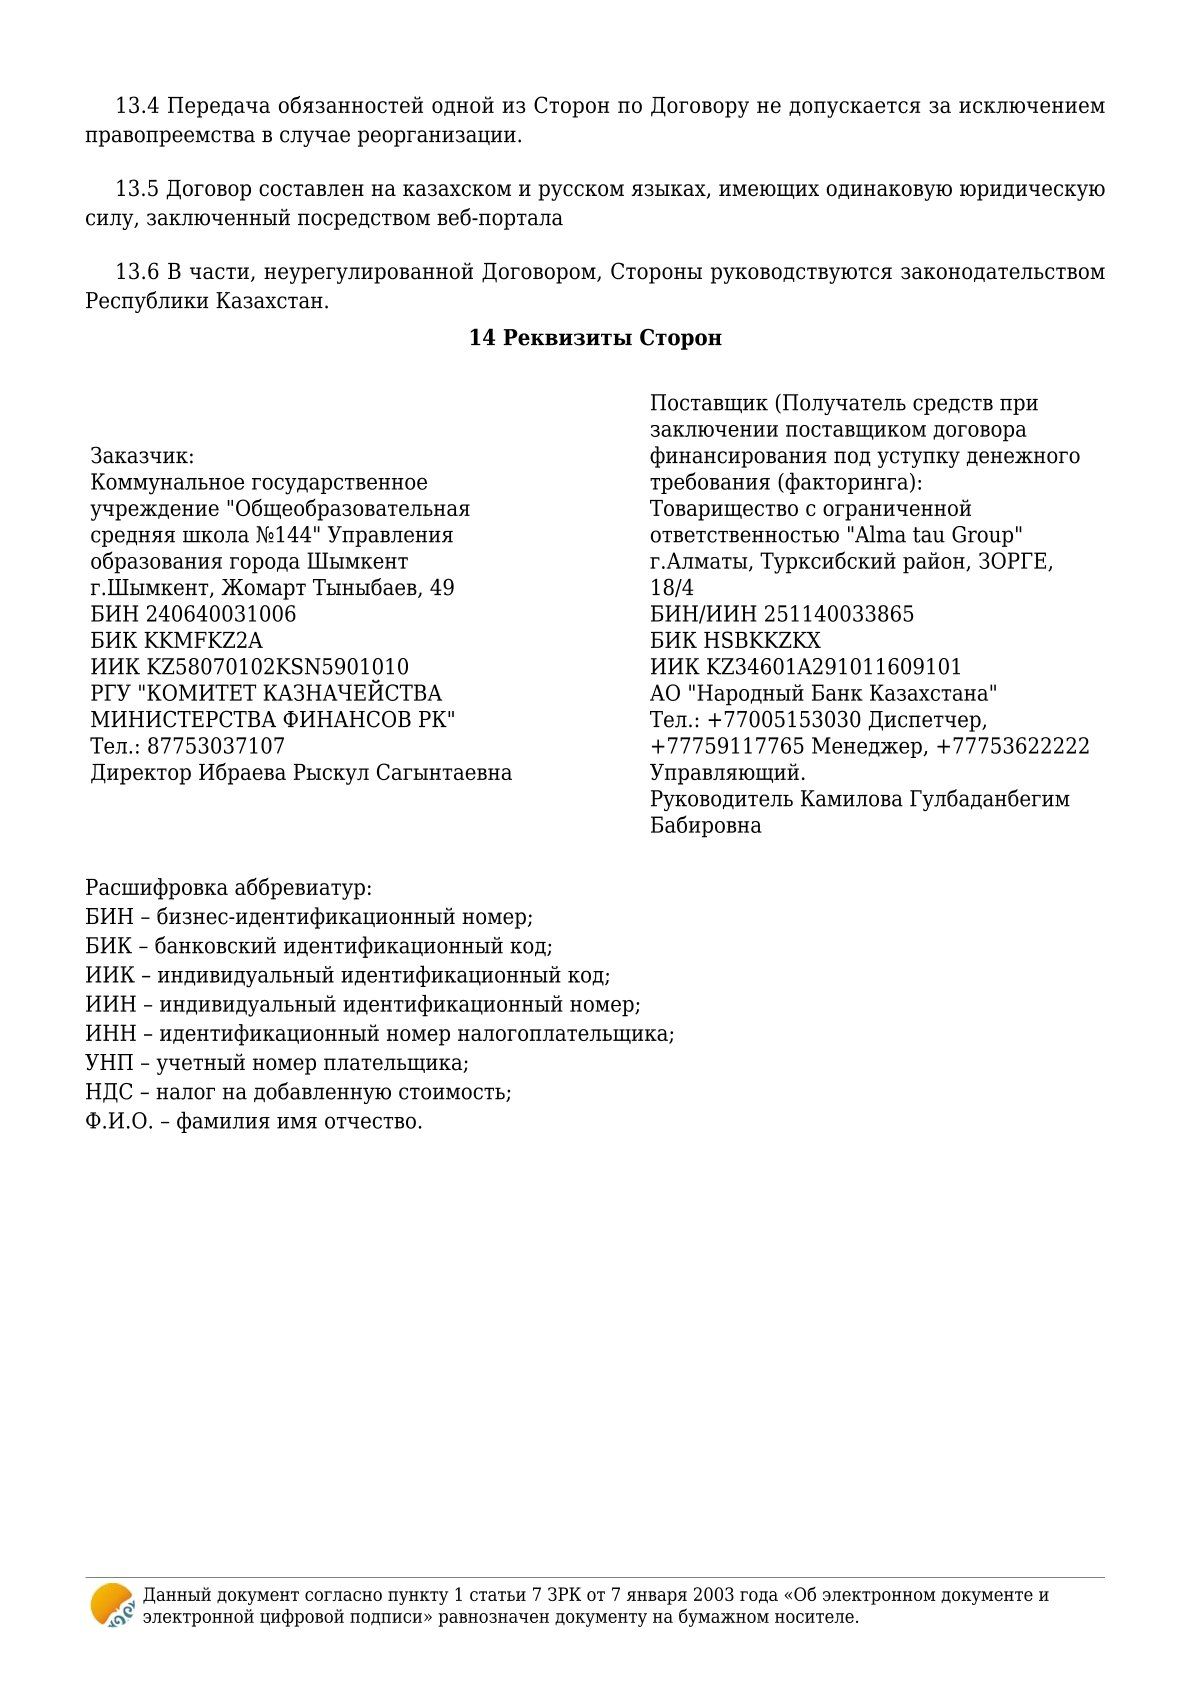 13.4 Передача обязанностей одной из Сторон по Договору не допускается за исключением
правопреемства в случае реорганизации.
13.5 Договор составлен на казахском и русском языках, имеющих одинаковую юридическую
силу, заключенный посредством веб-портала
13.6 В части, неурегулированной Договором, Стороны руководствуются законодательством
Республики Казахстан.
14 Реквизиты Сторон
Заказчик:
Коммунальное государственное
учреждение "Общеобразовательная
средняя школа №144" Управления
образования города Шымкент
г.Шымкент, Жомарт Тыныбаев, 49
БИН 240640031006
БИК KKMFKZ2A
ИИК KZ58070102KSN5901010
РГУ "КОМИТЕТ КАЗНАЧЕЙСТВА
МИНИСТЕРСТВА ФИНАНСОВ РК"
Тел.: 87753037107
Директор Ибраева Рыскул Сагынтаевна
Поставщик (Получатель средств при
заключении поставщиком договора
финансирования под уступку денежного
требования (факторинга):
Товарищество с ограниченной
ответственностью "Alma tau Group"
г.Алматы, Турксибский район, ЗОРГЕ,
18/4
БИН/ИИН 251140033865
БИК HSBKKZKX
ИИК KZ34601A291011609101
АО "Народный Банк Казахстана"
Тел.: +77005153030 Диспетчер,
+77759117765 Менеджер, +77753622222
Управляющий.
Руководитель Камилова Гулбаданбегим
Бабировна
Расшифровка аббревиатур:
БИН – бизнес-идентификационный номер;
БИК – банковский идентификационный код;
ИИК – индивидуальный идентификационный код;
ИИН – индивидуальный идентификационный номер;
ИНН – идентификационный номер налогоплательщика;
УНП – учетный номер плательщика;
НДС – налог на добавленную стоимость;
Ф.И.О. – фамилия имя отчество.
Данный документ согласно пункту 1 статьи 7 ЗРК от 7 января 2003 года «Об электронном документе и
электронной цифровой подписи» равнозначен документу на бумажном носителе.